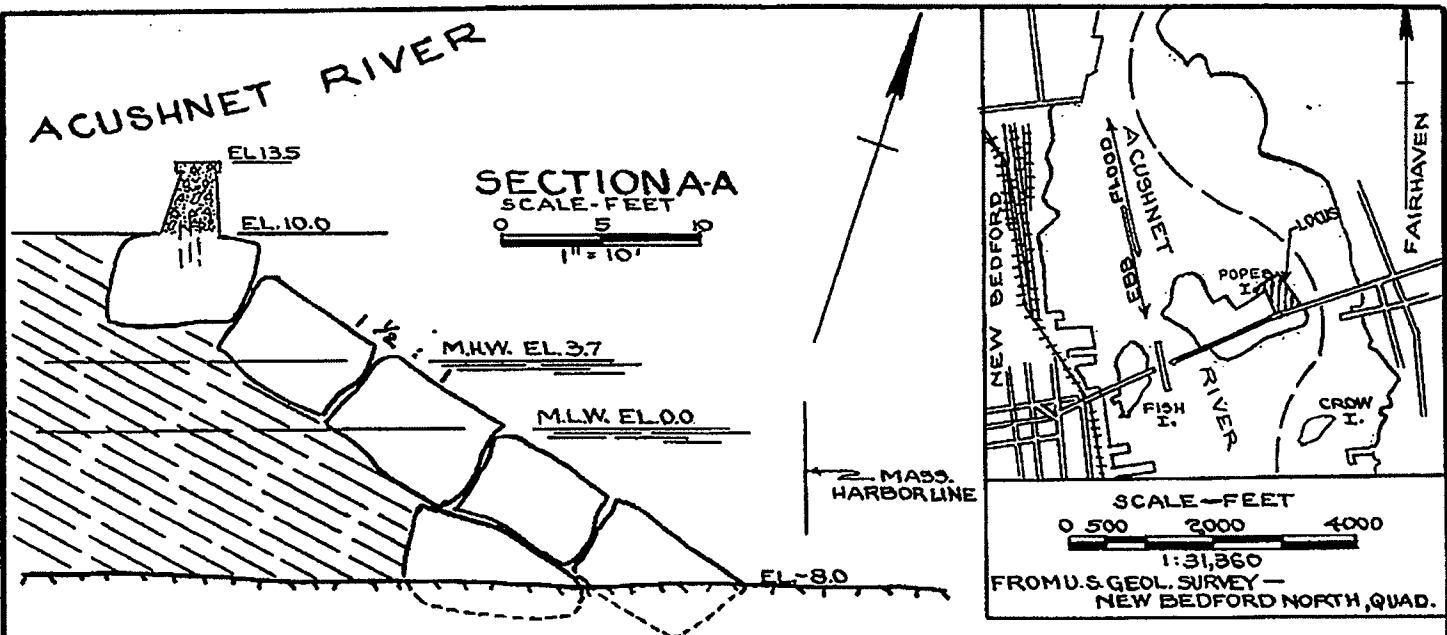 ACUSHNET RIVER
EL 13.5
EL. 10.0
SECTION A-A
SCALE-FEET
0 5 10
1" = 10'
M.H.W. EL. 3.7
M.L.W. EL. 0.0
MASS.
HARBOR LINE
EL. -8.0
NEW BEDFORD
FLOOD
EBB
ACUSHNET
RIVER
LOCUS
POPES
I.
FISH
I.
CROW
I.
FAIRHAVEN
SCALE-FEET
0 500 2000 4000
1:31,360
FROM U.S. GEOL. SURVEY -
NEW BEDFORD NORTH, QUAD.